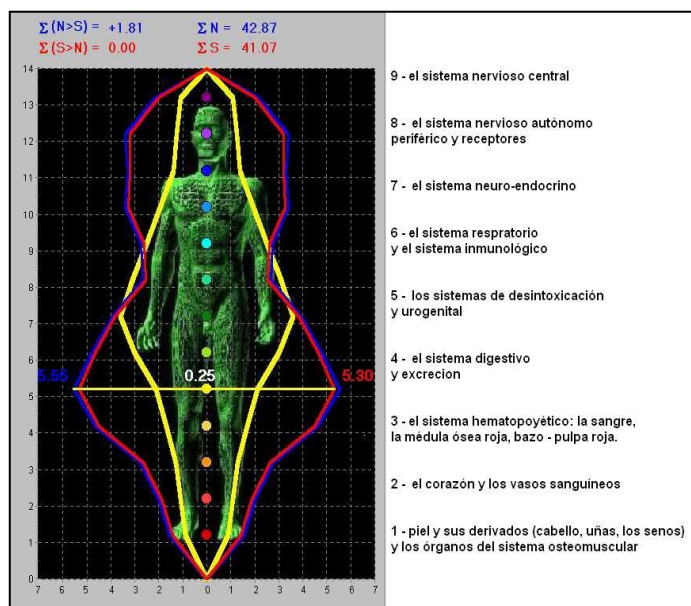 Σ (N>S) = +1.81 Σ N = 42.87
Σ (S>N) = 0.00 Σ S = 41.07
14
13
12
11
10
9
8
7
6
5
4
3
2
1
0
5.55 0.25 5.30
7 6 5 4 3 2 1 0 1 2 3 4 5 6 7
9 - el sistema nervioso central
8 - el sistema nervioso autónomo
periférico y receptores
7 - el sistema neuro-endocrino
6 - el sistema respratorio
y el sistema inmunológico
5 - los sistemas de desintoxicación
y urogenital
4 - el sistema digestivo
y excrecion
3 - el sistema hematopoyético: la sangre,
la médula ósea roja, bazo - pulpa roja.
2 - el corazón y los vasos sanguíneos
1 - piel y sus derivados (cabello, uñas, los senos)
y los órganos del sistema osteomuscular